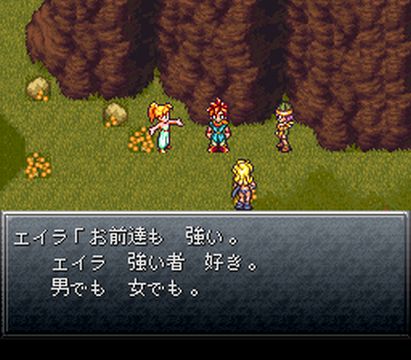 エイラ「お前達も　強い。
エイラ　強い者　好き。
男でも　女でも。